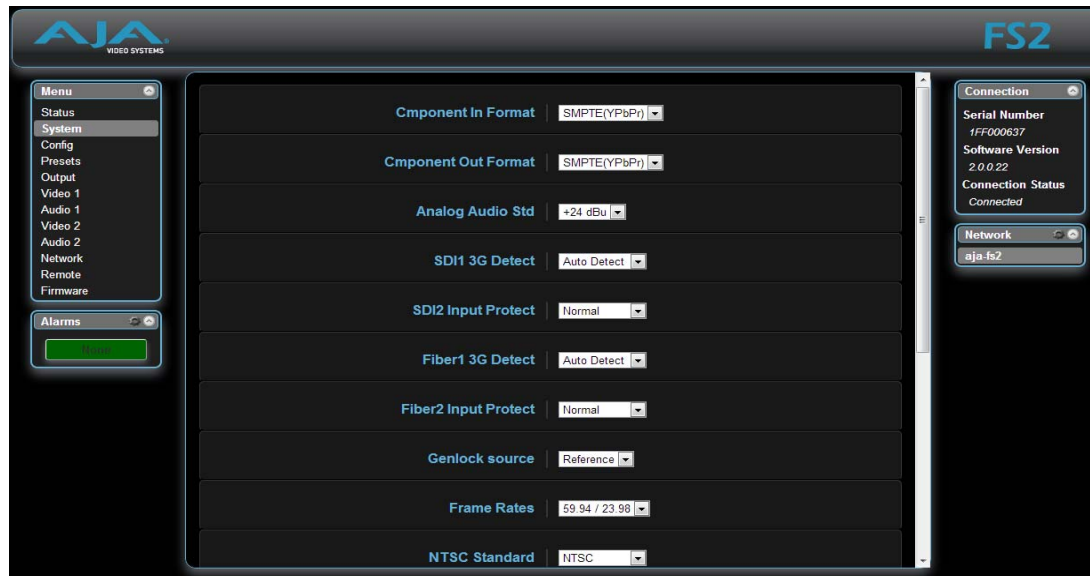 AJA
VIDEO SYSTEMS
FS2
Menu
Status
System
Config
Presets
Output
Video 1
Audio 1
Video 2
Audio 2
Network
Remote
Firmware
Alarms
None
Cmponent In Format SMPTE(YPbPr)
Cmponent Out Format SMPTE(YPbPr)
Analog Audio Std +24 dBu
SDI1 3G Detect Auto Detect
SDI2 Input Protect Normal
Fiber1 3G Detect Auto Detect
Fiber2 Input Protect Normal
Genlock source Reference
Frame Rates 59.94 / 23.98
NTSC Standard NTSC
Connection
Serial Number
1FF000637
Software Version
2.0.0.22
Connection Status
Connected
Network
aja-fs2